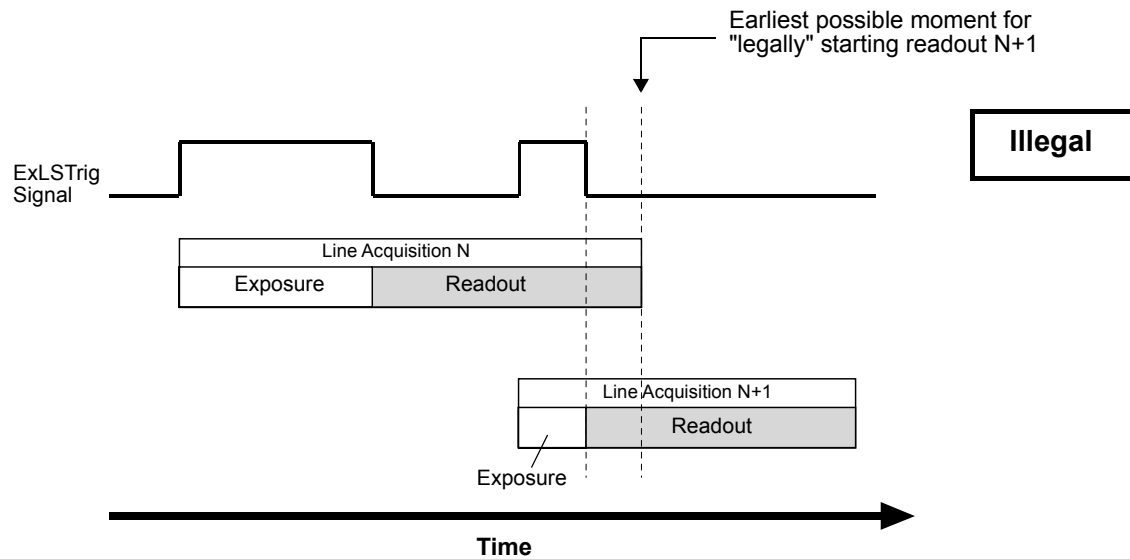 Earliest possible moment for
"legally" starting readout N+1
Illegal
ExLSTrig
Signal
Line Acquisition N
Exposure Readout
Line Acquisition N+1
Readout
Exposure
Time